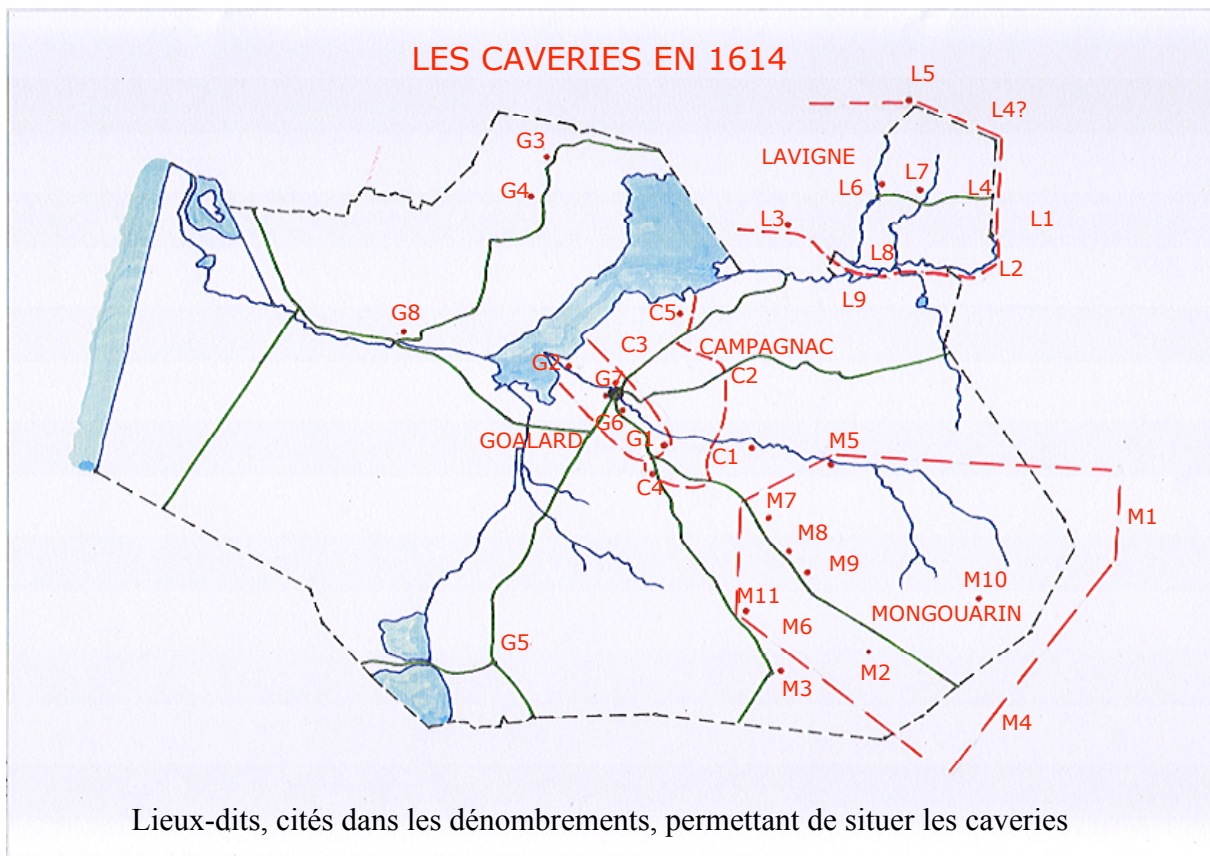 LES CAVERIES EN 1614
L5
L4?
G3
LAVIGNE
G4
L6
L7
L4
L3
L1
L8
L2
L9
G8
C5
C3
CAMPAGNAC
G2
C2
G7
G6
GOALARD
G1
C1
M5
C4
M7
M1
M8
M9
M10
M11
MONGOUARIN
M6
G5
M2
M3
M4
Lieux-dits, cités dans les dénombrements, permettant de situer les caveries